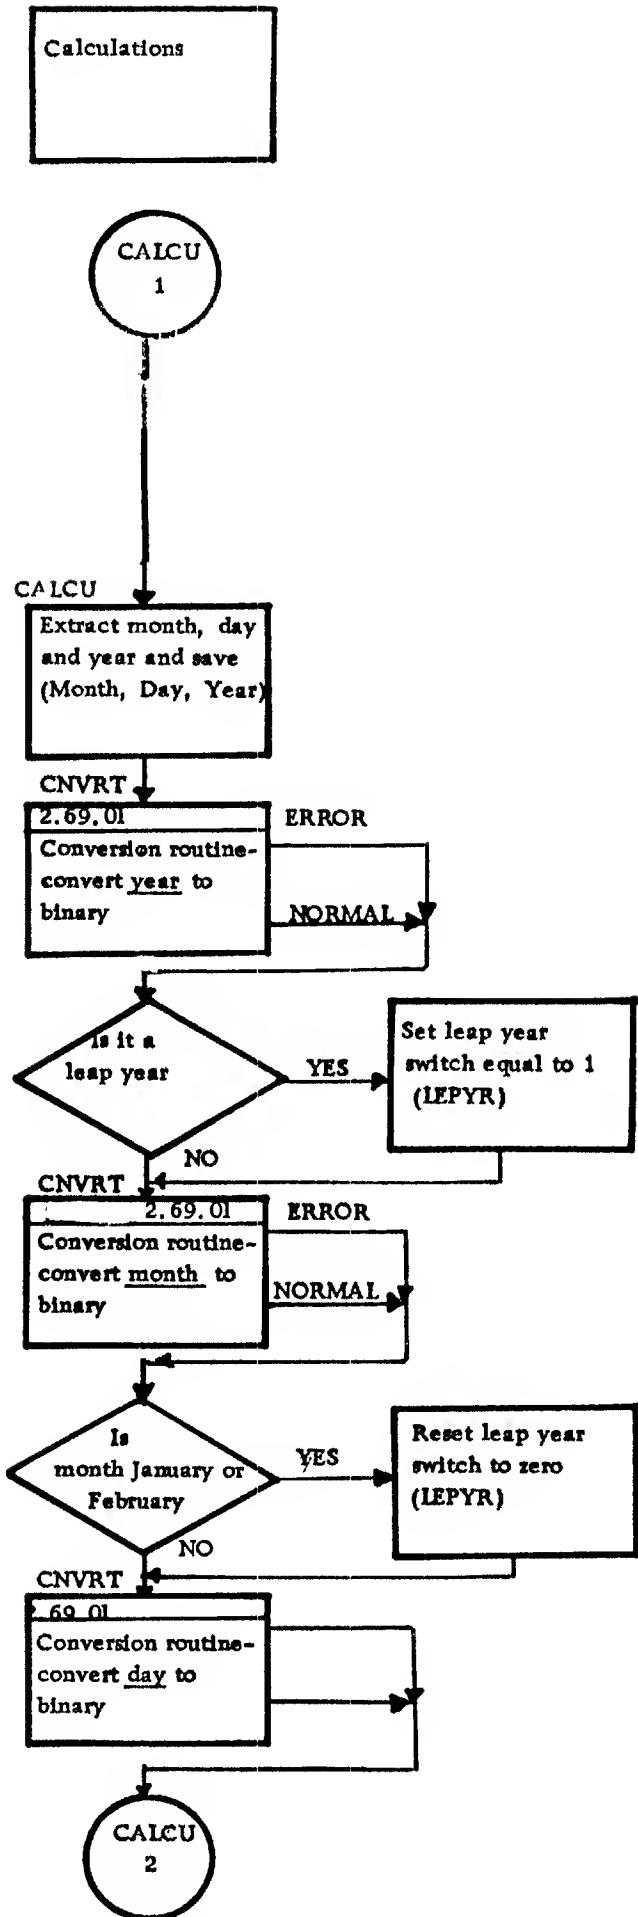 Calculations
CALCU
1
CALCU
Extract month, day
and year and save
(Month, Day, Year)
CNVRT
2.69.01
ERROR
Conversion routine-
convert year to
binary
NORMAL
Is it a
leap year
YES
Set leap year
switch equal to 1
(LEPYR)
NO
CNVRT
2.69.01
ERROR
Conversion routine-
convert month to
binary
NORMAL
Is
month January or
February
YES
Reset leap year
switch to zero
(LEPYR)
NO
CNVRT
2.69.01
Conversion routine-
convert day to
binary
CALCU
2